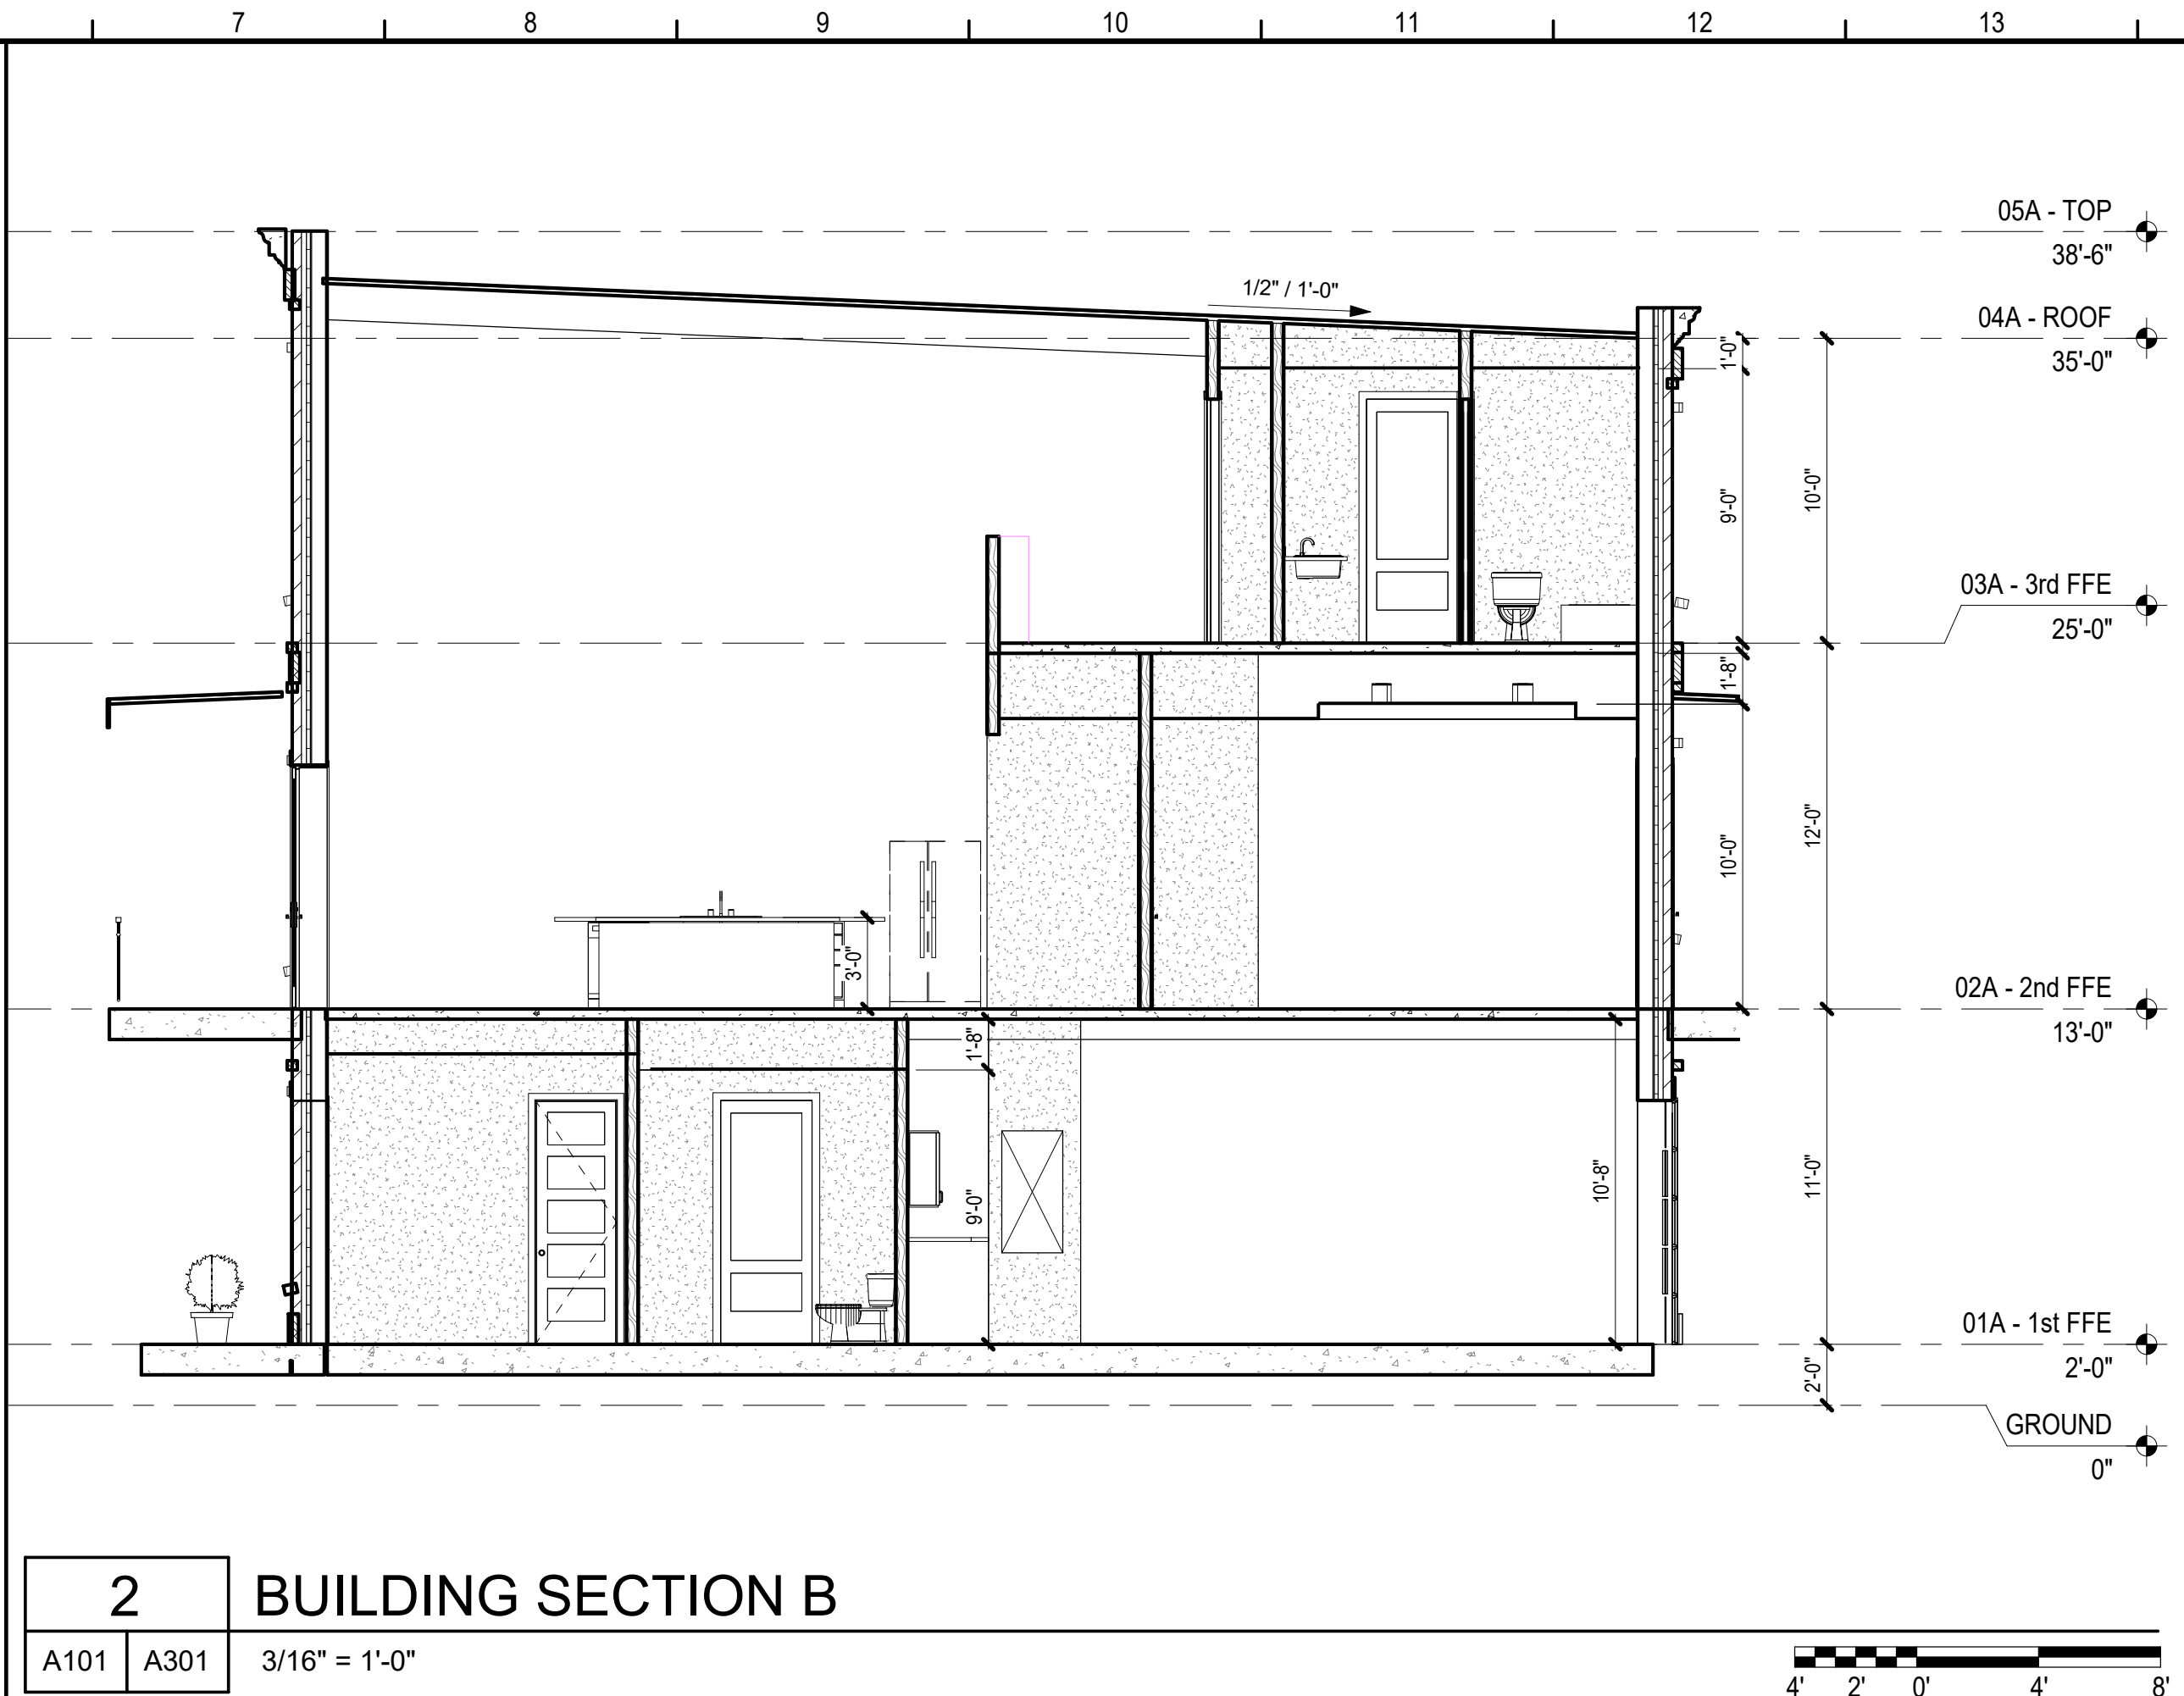 7 8 9 10 11 12 13
05A - TOP
38'-6"
1/2" / 1'-0"
04A - ROOF
35'-0"
1'-0"
9'-0"
10'-0"
03A - 3rd FFE
25'-0"
1'-8"
10'-0"
12'-0"
3'-0"
02A - 2nd FFE
13'-0"
1'-8"
9'-0"
10'-8"
11'-0"
01A - 1st FFE
2'-0"
2'-0"
GROUND
0"
2
BUILDING SECTION B
A101 A301
3/16" = 1'-0"
4' 2' 0' 4' 8'